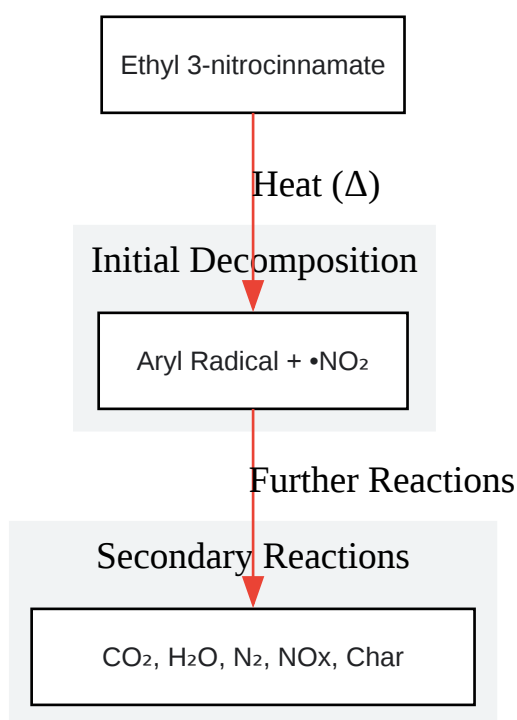 Ethyl 3-nitrocinnamate
Heat (Δ)
Initial Decomposition
Aryl Radical + •NO₂
Further Reactions
Secondary Reactions
CO₂, H₂O, N₂, NOx, Char